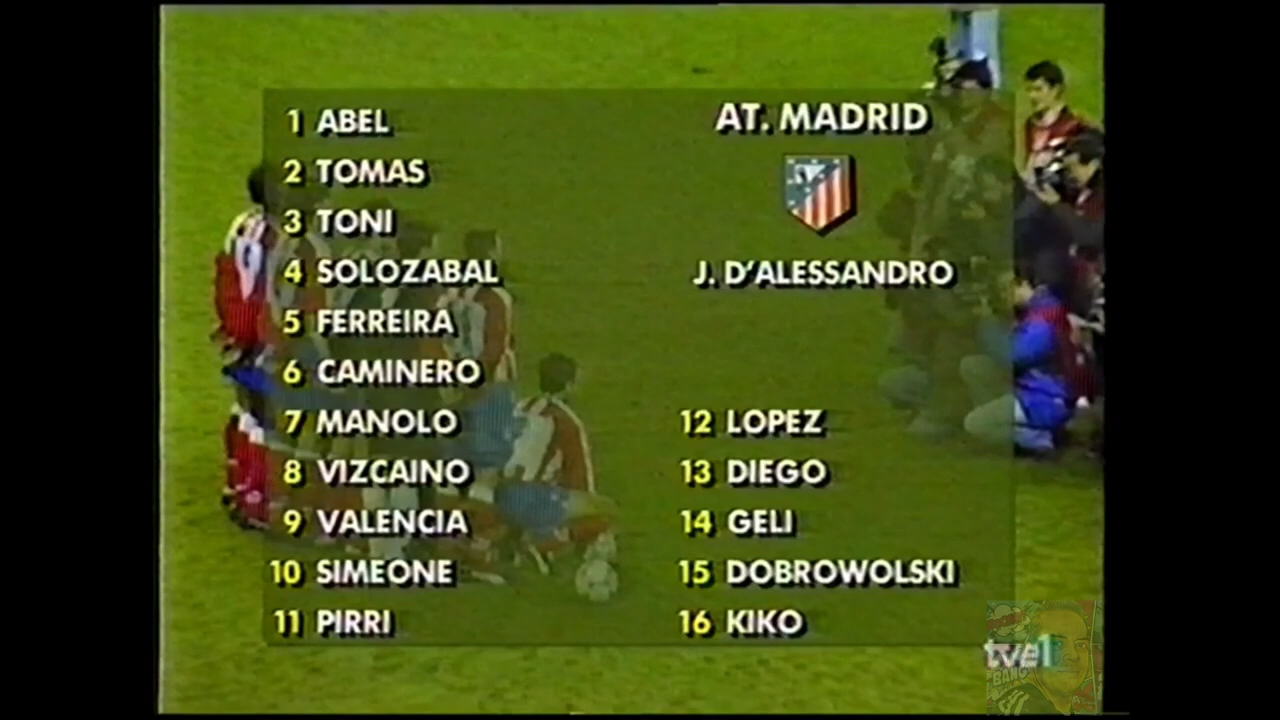 1 ABEL
2 TOMAS
3 TONI
4 SOLOZABAL
5 FERREIRA
6 CAMINERO
7 MANOLO
8 VIZCAINO
9 VALENCIA
10 SIMEONE
11 PIRRI
AT. MADRID
J. D'ALESSANDRO
12 LOPEZ
13 DIEGO
14 GELI
15 DOBROWOLSKI
16 KIKO
tve1
BANG